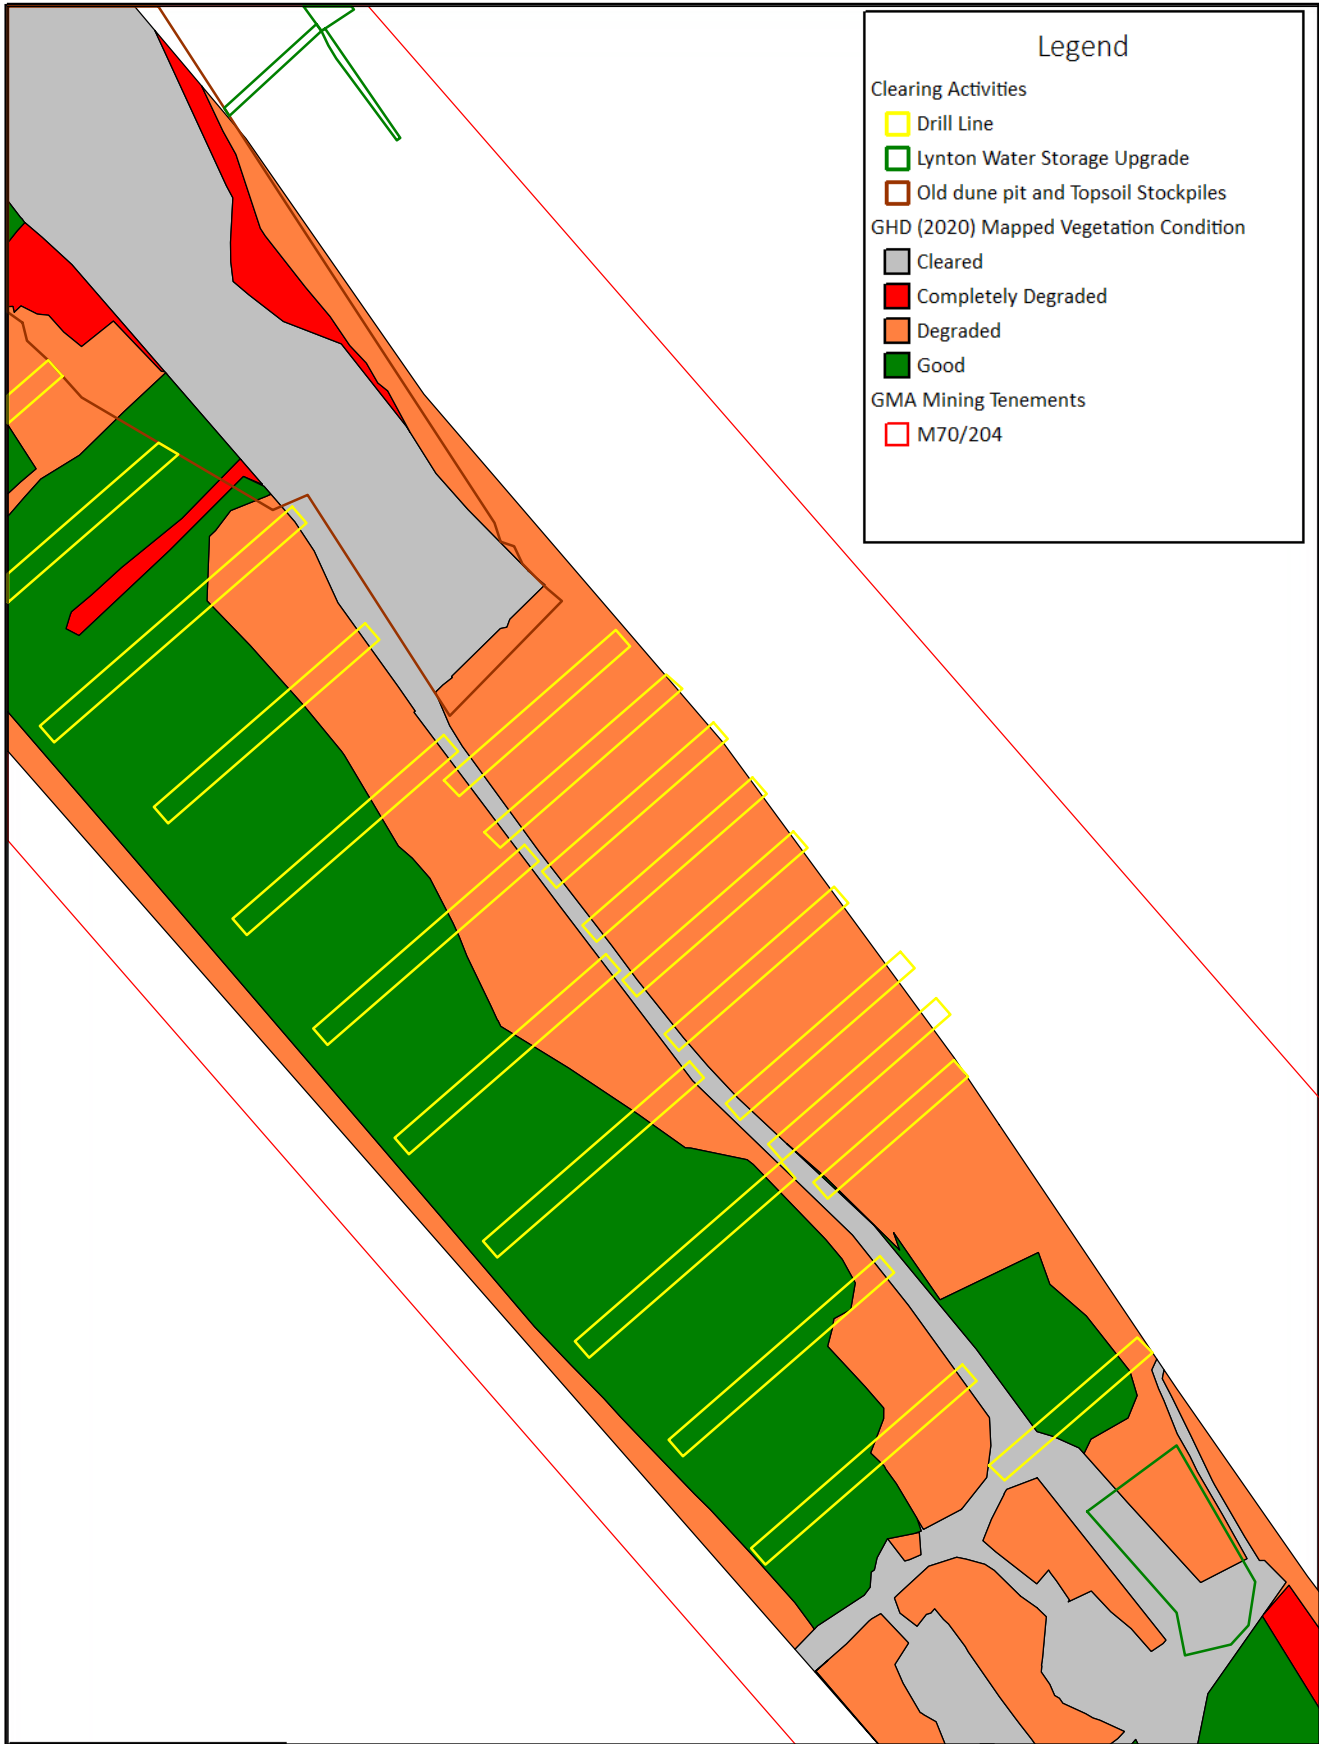 Legend
Clearing Activities
Drill Line
Lynton Water Storage Upgrade
Old dune pit and Topsoil Stockpiles
GHD (2020) Mapped Vegetation Condition
Cleared
Completely Degraded
Degraded
Good
GMA Mining Tenements
M70/204